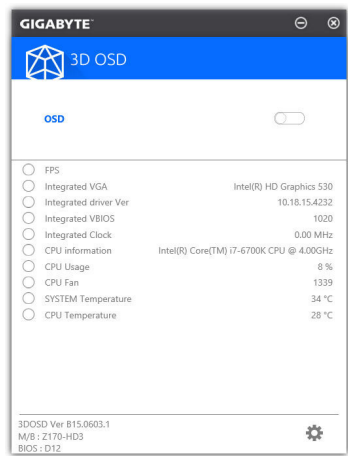 GIGABYTE™
3D OSD
OSD
FPS
Integrated VGA Intel(R) HD Graphics 530
Integrated driver Ver 10.18.15.4232
Integrated VBIOS 1020
Integrated Clock 0.00 MHz
CPU information Intel(R) Core(TM) i7-6700K CPU @ 4.00GHz
CPU Usage 8 %
CPU Fan 1339
SYSTEM Temperature 34 °C
CPU Temperature 28 °C
3DOSD Ver B15.0603.1
M/B : Z170-HD3
BIOS : D12